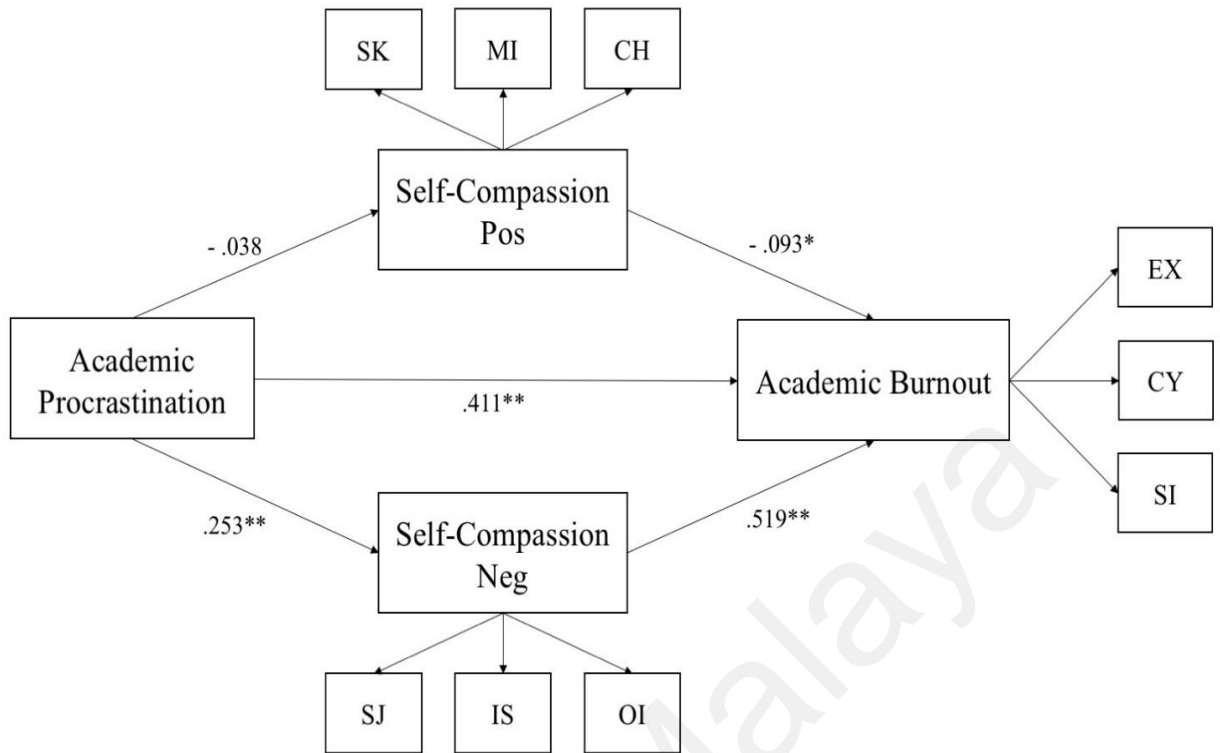 SK
MI
CH
Self-Compassion
Pos
- .038
- .093*
EX
Academic
Procrastination
.411**
Academic Burnout
CY
.253**
Self-Compassion
Neg
.519**
SI
SJ
IS
OI
Malaya